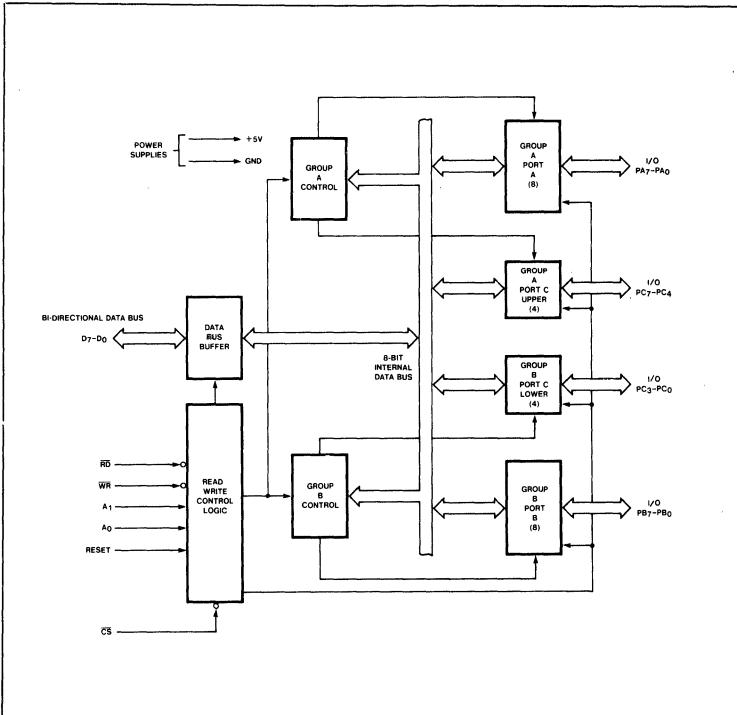 POWER
SUPPLIES
+5V
GND
GROUP
A
CONTROL
GROUP
A
PORT
A
(8)
I/O
PA7-PA0
GROUP
A
PORT C
UPPER
(4)
I/O
PC7-PC4
BI-DIRECTIONAL DATA BUS
D7-D0
DATA
BUS
BUFFER
8-BIT
INTERNAL
DATA BUS
GROUP
B
PORT C
LOWER
(4)
I/O
PC3-PC0
RD
WR
A1
A0
RESET
CS
READ
WRITE
CONTROL
LOGIC
GROUP
B
CONTROL
GROUP
B
PORT
B
(8)
I/O
PB7-PB0